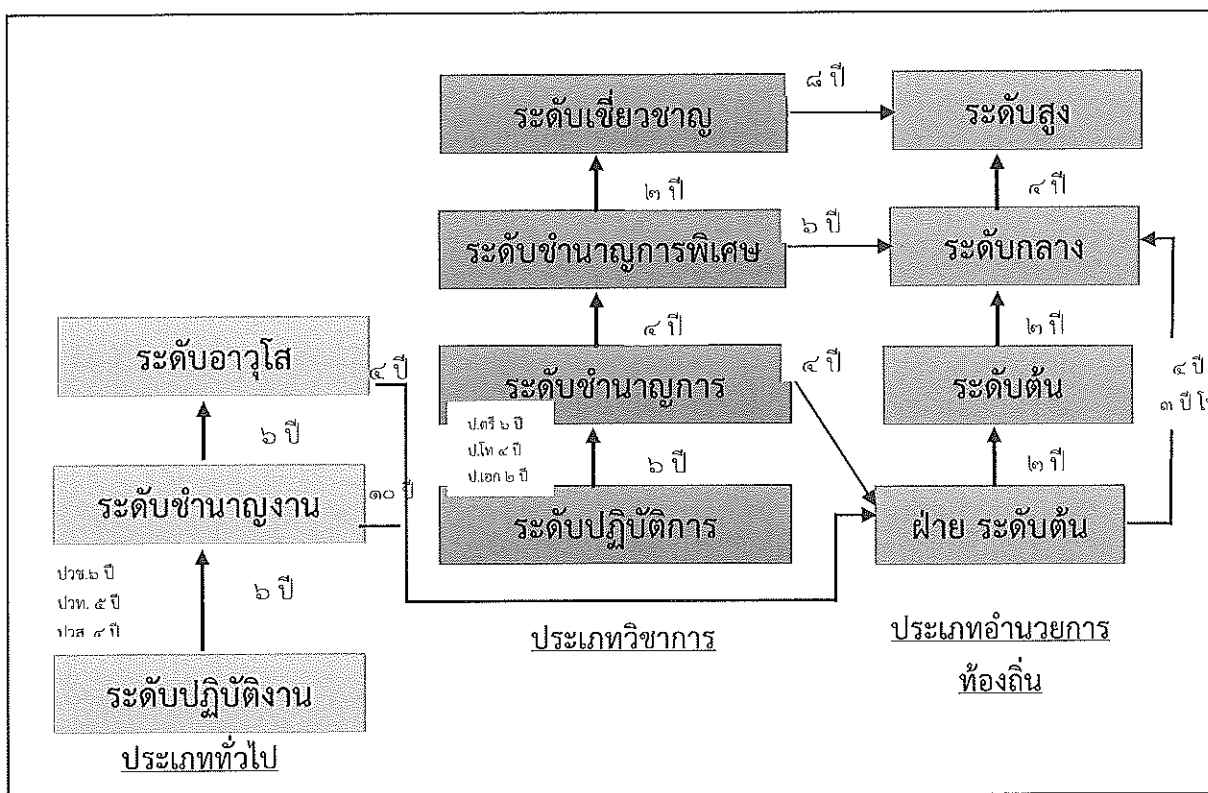 ระดับเชี่ยวชาญ
๘ ปี
ระดับสูง
๒ ปี
๔ ปี
ระดับชำนาญการพิเศษ
๖ ปี
ระดับกลาง
๔ ปี
๒ ปี
ระดับอาวุโส
๔ ปี
ระดับชำนาญการ
๔ ปี
ระดับต้น
๔ ปี
๓ ปี
ป.ตรี ๖ ปี
ป.โท ๔ ปี
ป.เอก ๒ ปี
๖ ปี
๖ ปี
๒ ปี
ระดับชำนาญงาน
๑๐ ปี
ระดับปฏิบัติการ
ฝ่าย ระดับต้น
ปวช.๖ ปี
ปวท. ๕ ปี
ปวส ๔ ปี
๖ ปี
ประเภทวิชาการ
ประเภทอำนวยการ
ท้องถิ่น
ระดับปฏิบัติงาน
ประเภททั่วไป